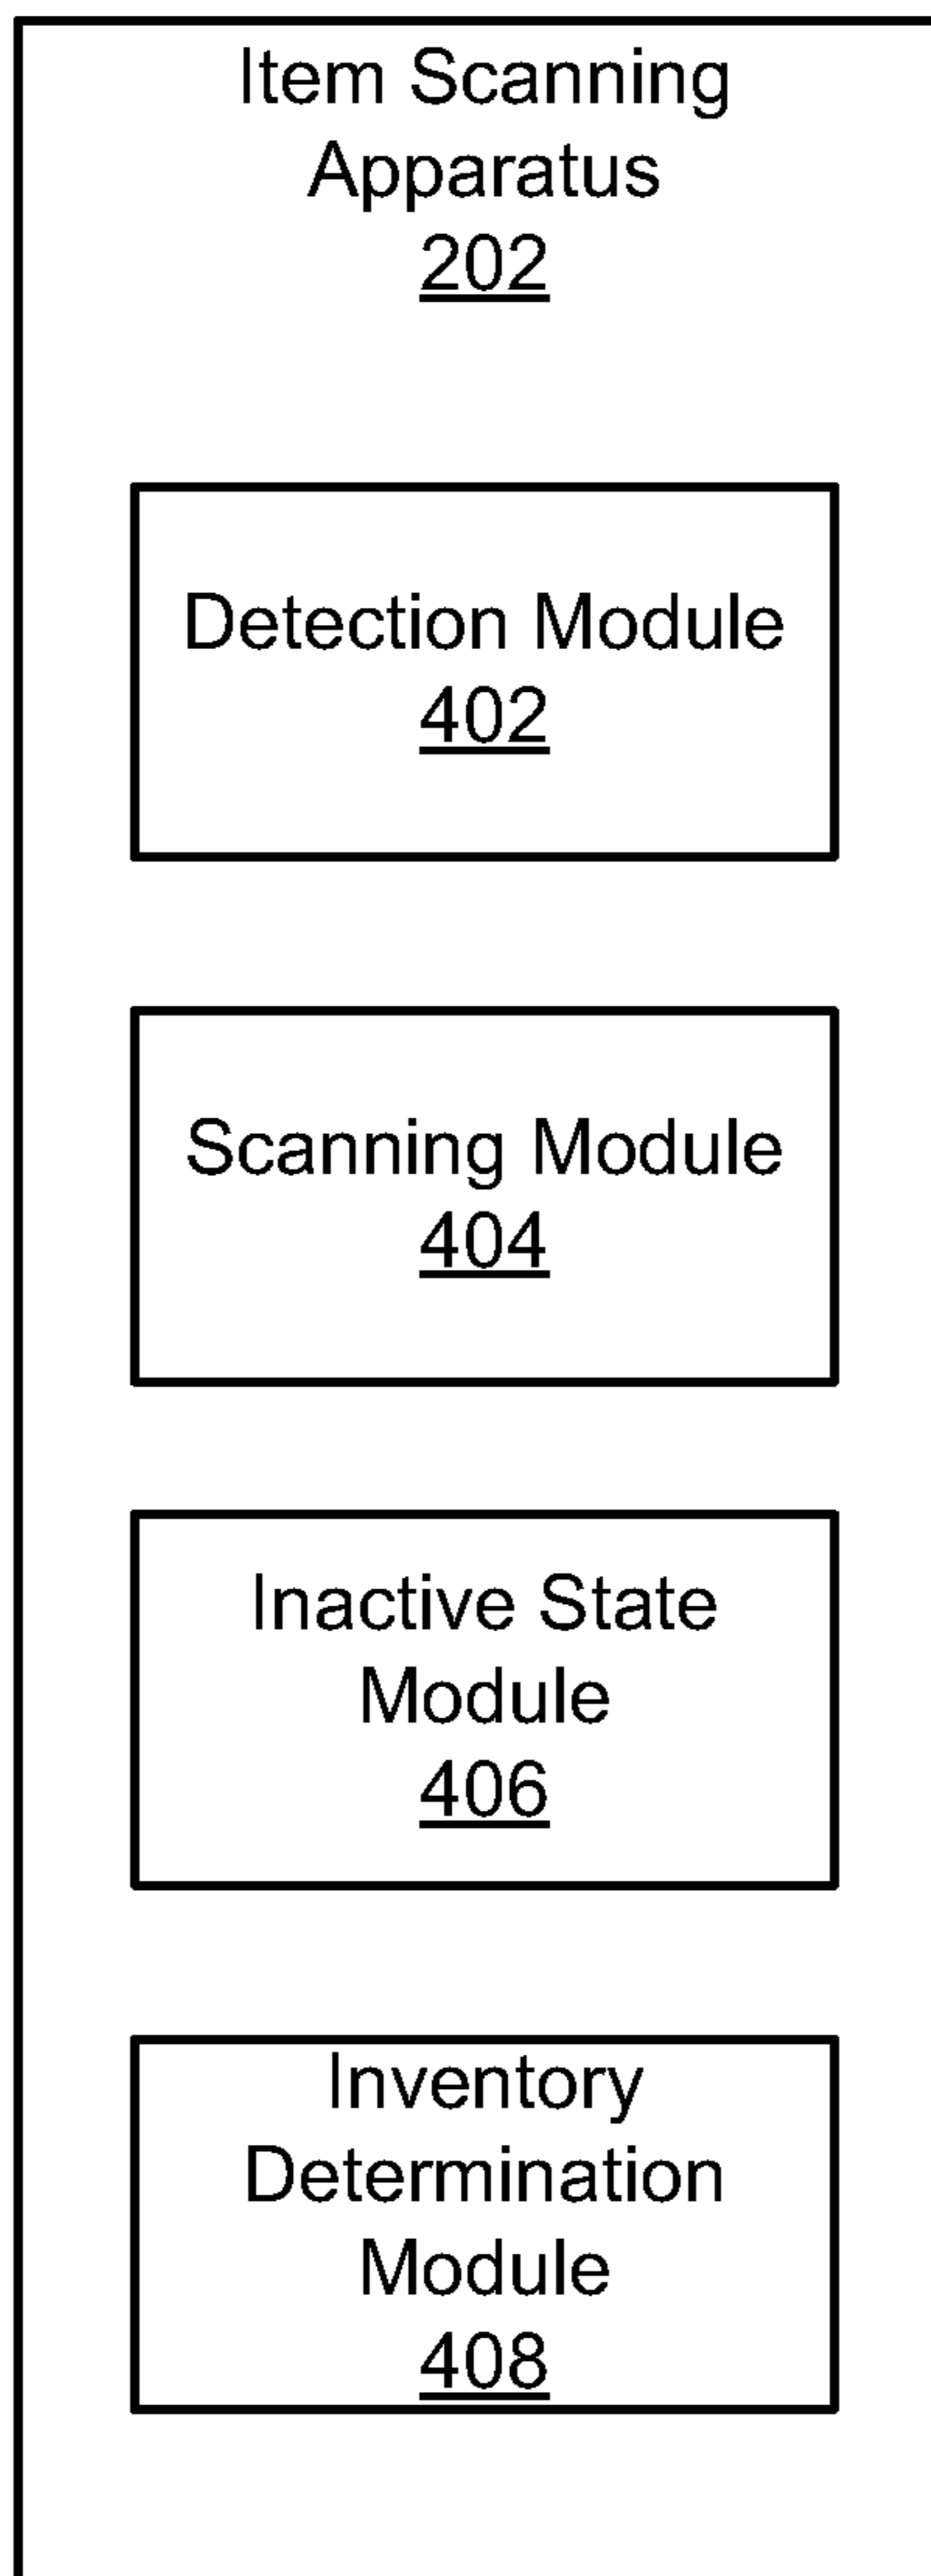 Item Scanning
Apparatus
202
Detection Module
402
Scanning Module
404
Inactive State
Module
406
Inventory
Determination
Module
408